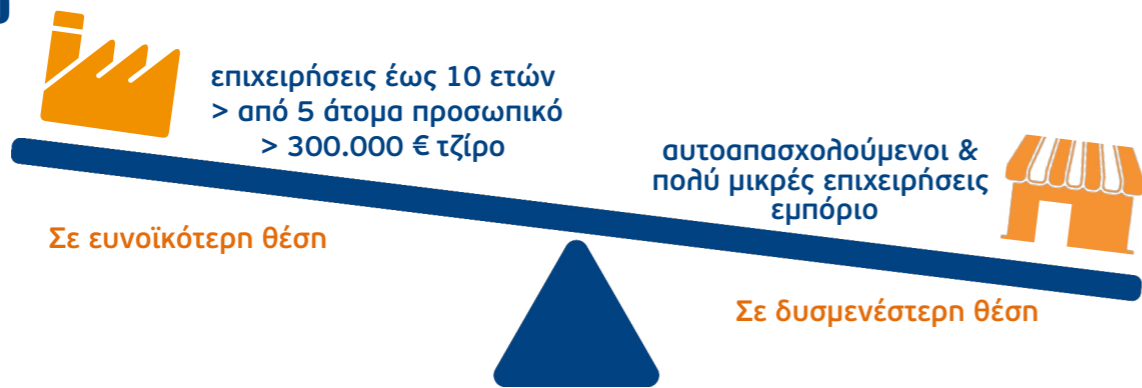 επιχειρήσεις έως 10 ετών
> από 5 άτομα προσωπικό
> 300.000 € τζίρο
αυτοαπασχολούμενοι &
πολύ μικρές επιχειρήσεις
εμπόριο
Σε ευνοϊκότερη θέση
Σε δυσμενέστερη θέση